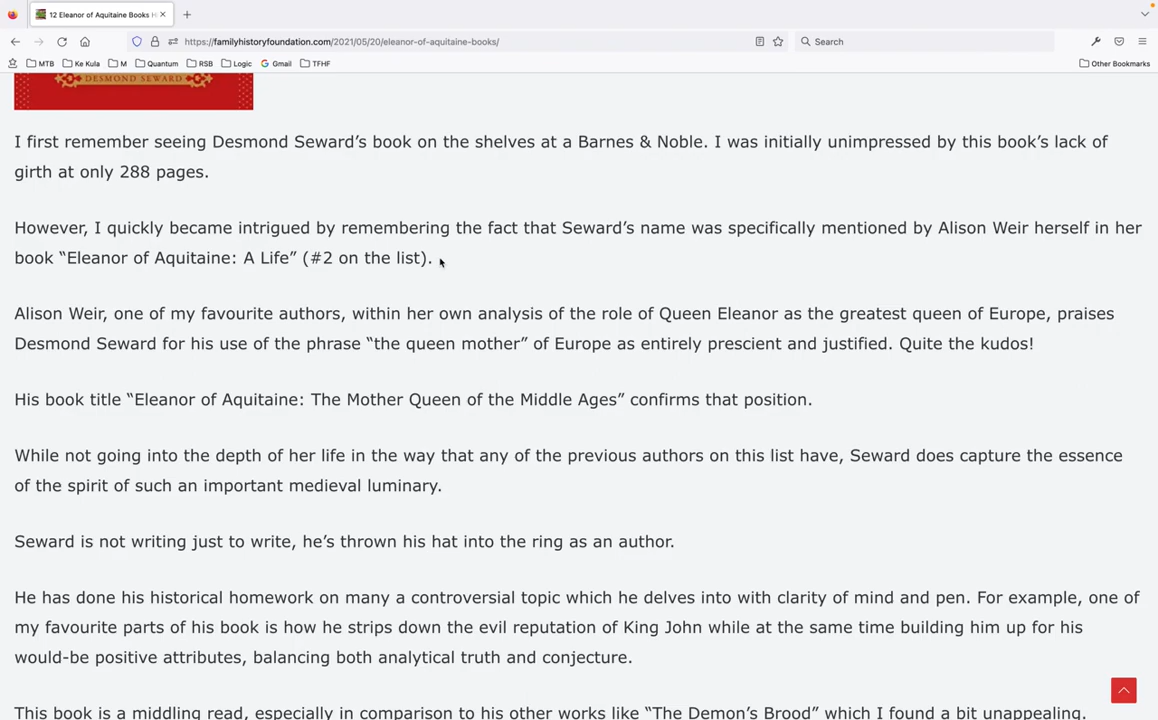 12 Eleanor of Aquitaine Books H
https://familyhistoryfoundation.com/2021/05/20/eleanor-of-aquitaine-books/
Search
MTB Ke Kula M Quantum RSB Logic Gmail TFHF Other Bookmarks
DESMOND SEWARD
I first remember seeing Desmond Seward’s book on the shelves at a Barnes & Noble. I was initially unimpressed by this book’s lack of
girth at only 288 pages.
However, I quickly became intrigued by remembering the fact that Seward’s name was specifically mentioned by Alison Weir herself in her
book “Eleanor of Aquitaine: A Life” (#2 on the list).
Alison Weir, one of my favourite authors, within her own analysis of the role of Queen Eleanor as the greatest queen of Europe, praises
Desmond Seward for his use of the phrase “the queen mother” of Europe as entirely prescient and justified. Quite the kudos!
His book title “Eleanor of Aquitaine: The Mother Queen of the Middle Ages” confirms that position.
While not going into the depth of her life in the way that any of the previous authors on this list have, Seward does capture the essence
of the spirit of such an important medieval luminary.
Seward is not writing just to write, he’s thrown his hat into the ring as an author.
He has done his historical homework on many a controversial topic which he delves into with clarity of mind and pen. For example, one of
my favourite parts of his book is how he strips down the evil reputation of King John while at the same time building him up for his
would-be positive attributes, balancing both analytical truth and conjecture.
This book is a middling read, especially in comparison to his other works like “The Demon’s Brood” which I found a bit unappealing.